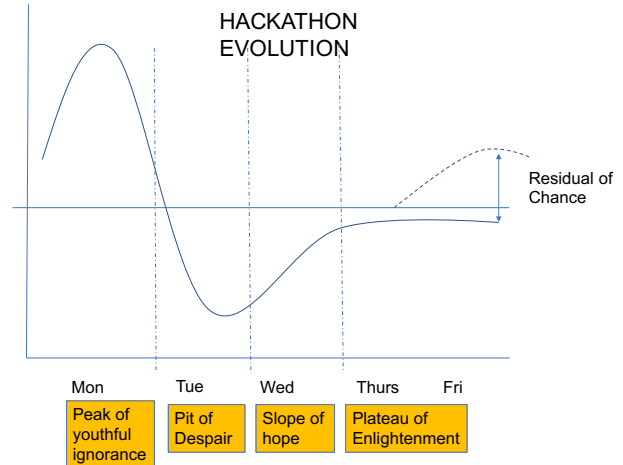 HACKATHON
EVOLUTION
Residual of
Chance
Mon Tue Wed Thurs Fri
Peak of
youthful
ignorance
Pit of
Despair
Slope of
hope
Plateau of
Enlightenment